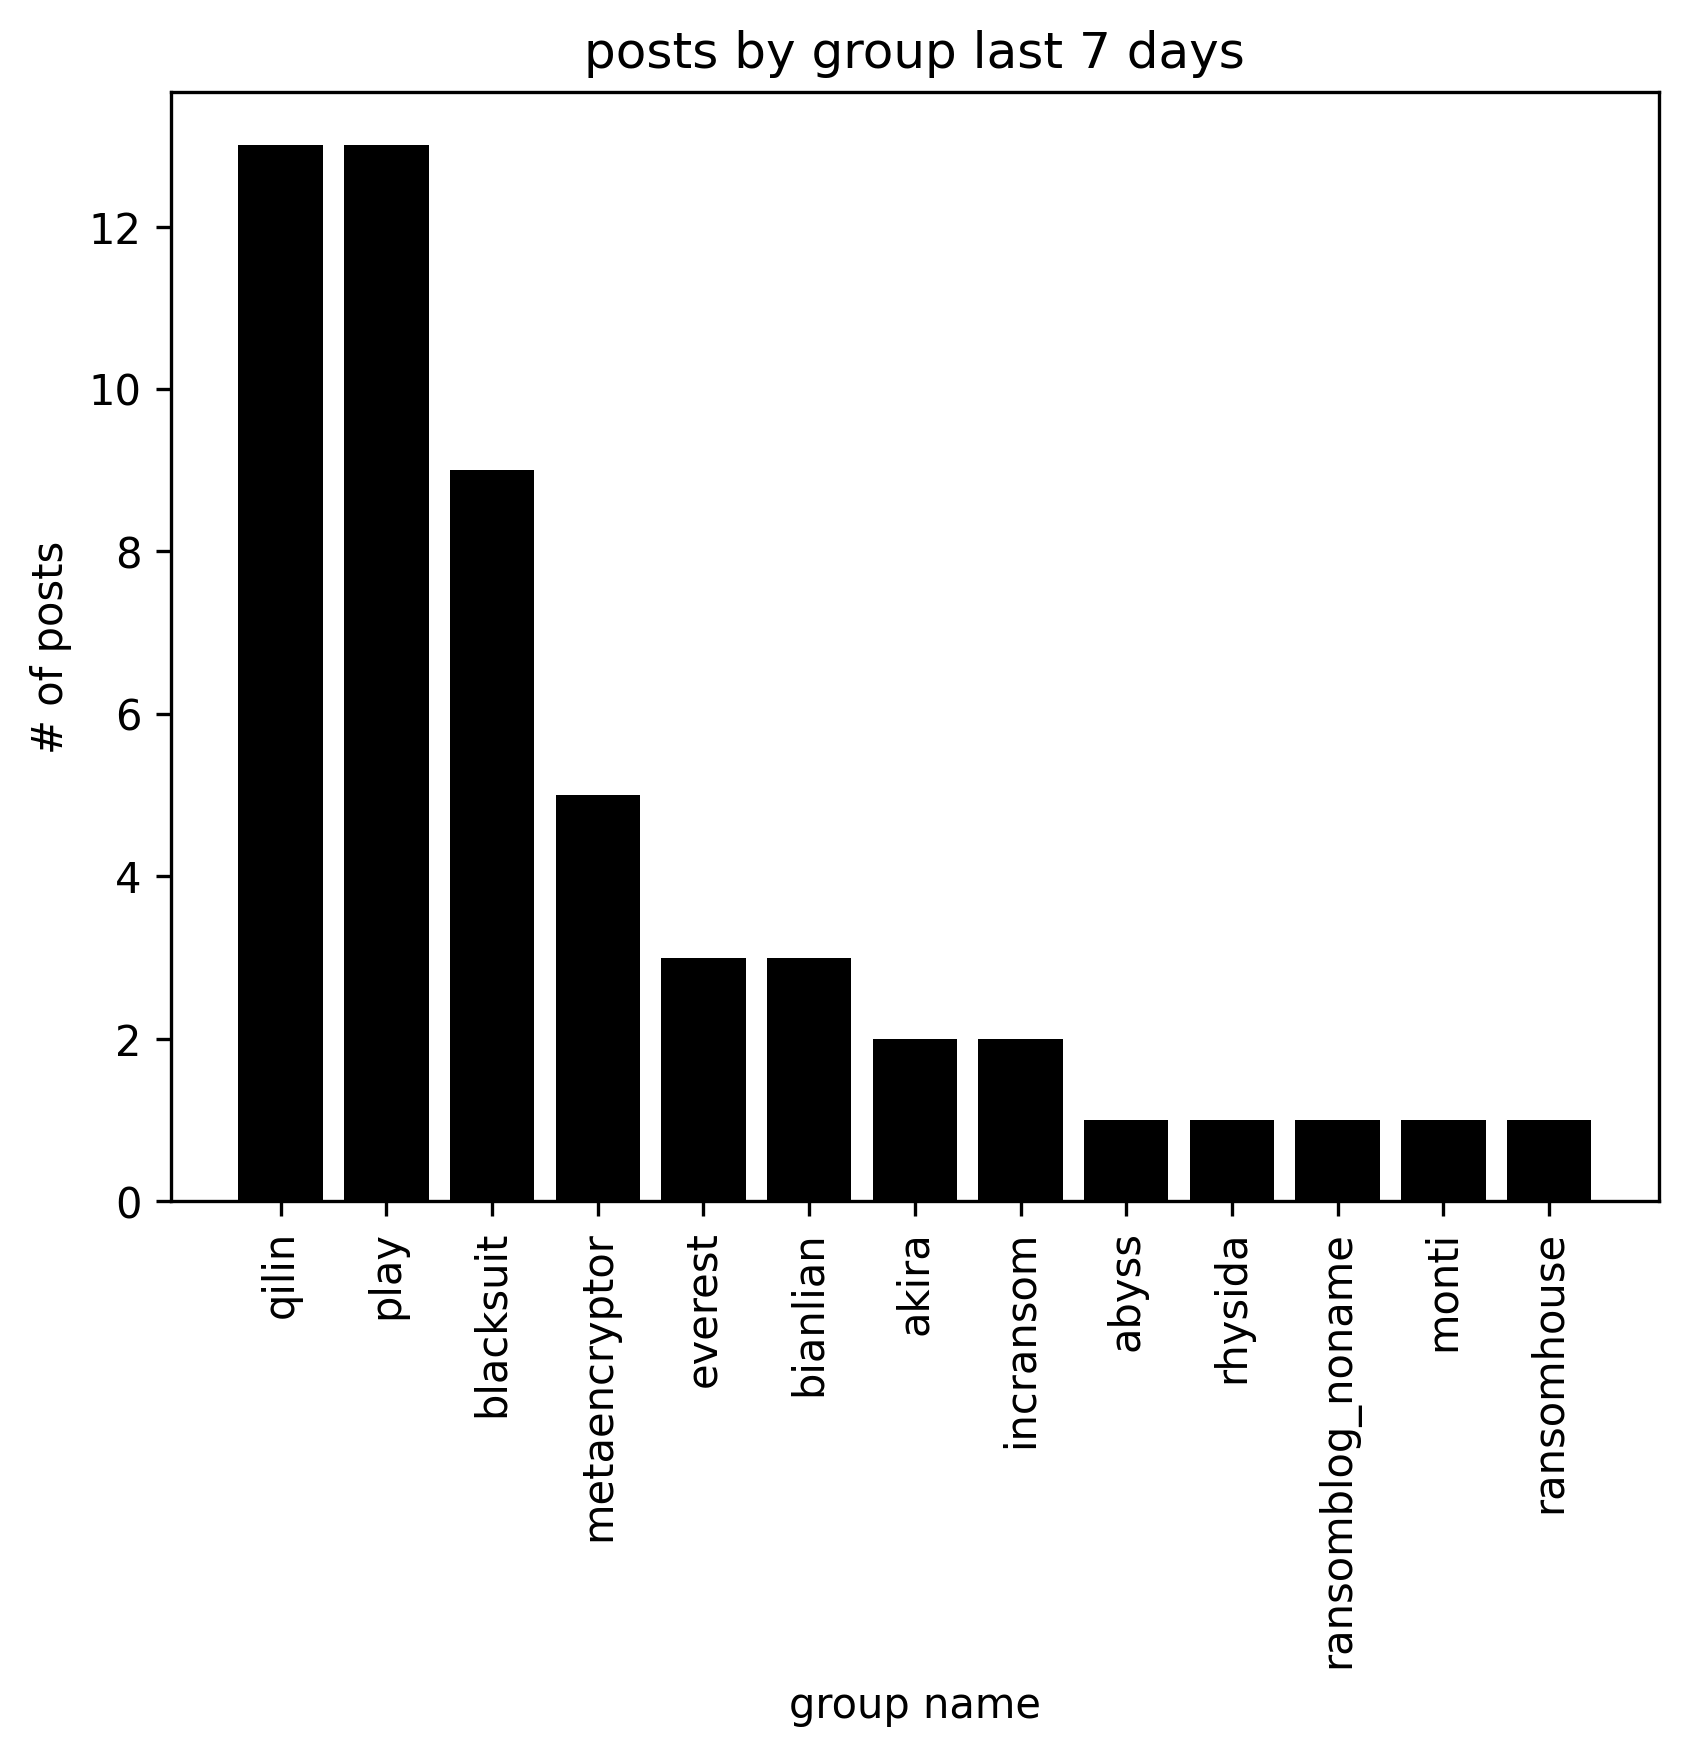 posts by group last 7 days
# of posts
12
10
8
6
4
2
0
qilin
play
blacksuit
metaencryptor
everest
bianlian
akira
incransom
abyss
rhysida
ransomblog_noname
monti
ransomhouse
group name